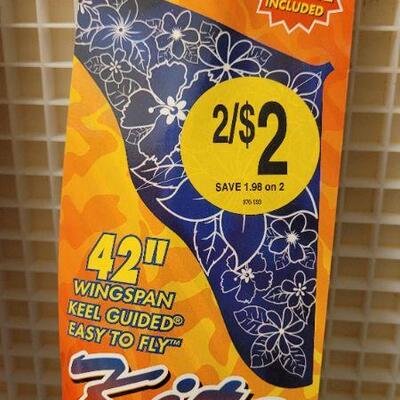 INCLUDED
2/$2
SAVE 1.98 on 2
42"
WINGSPAN
KEEL GUIDED®
EASY TO FLY™